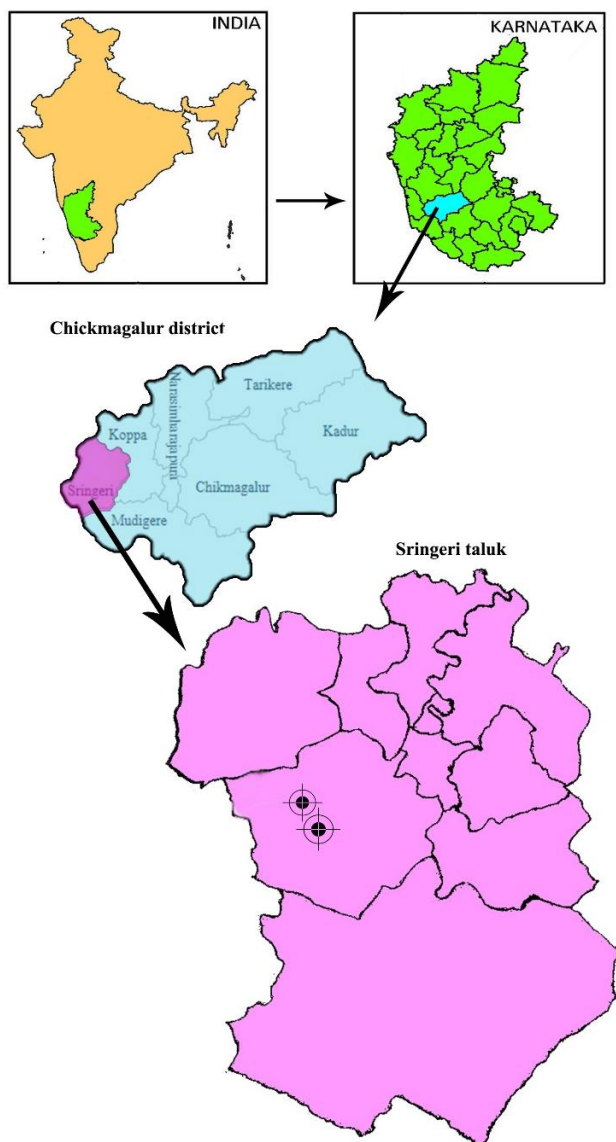 INDIA
KARNATAKA
Chickmagalur district
Tarikere
Narasimharajapura
Koppa
Kadur
Sringeri
Chikmagalur
Mudigere
Sringeri taluk